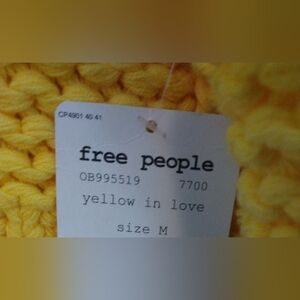 CP4901 40 41
free people
OB995519 7700
yellow in love
size M